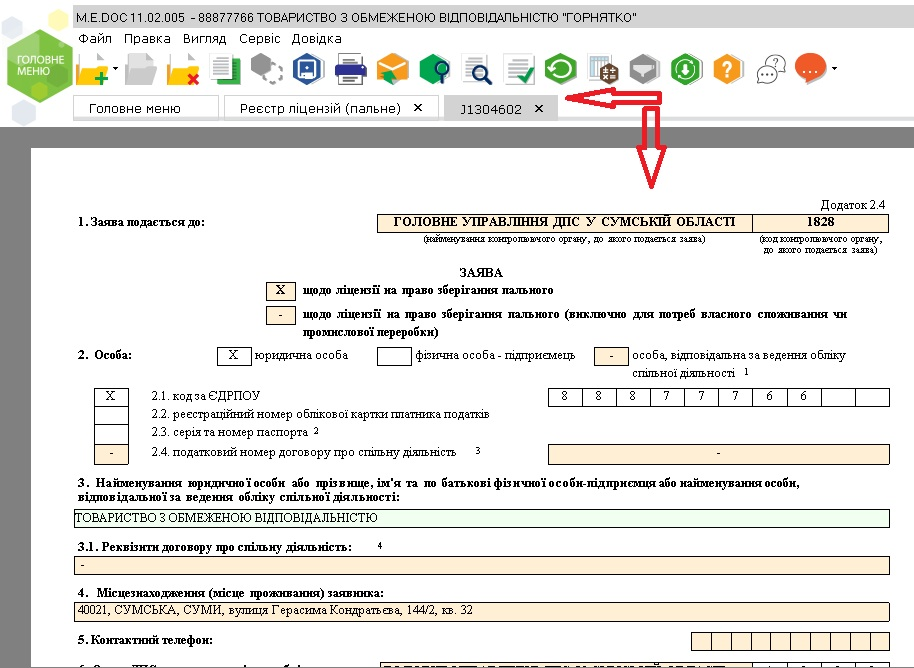 M.E.DOC 11.02.005 - 88877766 ТОВАРИСТВО З ОБМЕЖЕНОЮ ВІДПОВІДАЛЬНІСТЮ "ГОРНЯТКО"
Файл Правка Вигляд Сервіс Довідка
ГОЛОВНЕ
МЕНЮ
Головне меню Реєстр ліцензій (пальне) ✕ J1304602 ✕
Додаток 2.4
1. Заява подається до: ГОЛОВНЕ УПРАВЛІННЯ ДПС У СУМСЬКІЙ ОБЛАСТІ 1828
(найменування контролюючого органу, до якого подається заява) (код контролюючого органу,
до якого подається заява)
ЗАЯВА
X щодо ліцензії на право зберігання пального
- щодо ліцензії на право зберігання пального (виключно для потреб власного споживання чи
промислової переробки)
2. Особа: X юридична особа фізична особа - підприємець - особа, відповідальна за ведення обліку
спільної діяльності 1
X 2.1. код за ЄДРПОУ 8 8 8 7 7 7 6 6
2.2. реєстраційний номер облікової картки платника податків
2.3. серія та номер паспорта 2
- 2.4. податковий номер договору про спільну діяльність 3 -
3. Найменування юридичної особи або прізвище, ім'я та по батькові фізичної особи-підприємця або найменування особи,
відповідальної за ведення обліку спільної діяльності:
ТОВАРИСТВО З ОБМЕЖЕНОЮ ВІДПОВІДАЛЬНІСТЮ
3.1. Реквізити договору про спільну діяльність: 4
-
4. Місцезнаходження (місце проживання) заявника:
40021, СУМСЬКА, СУМИ, вулиця Герасима Кондратьєва, 144/2, кв. 32
5. Контактний телефон: